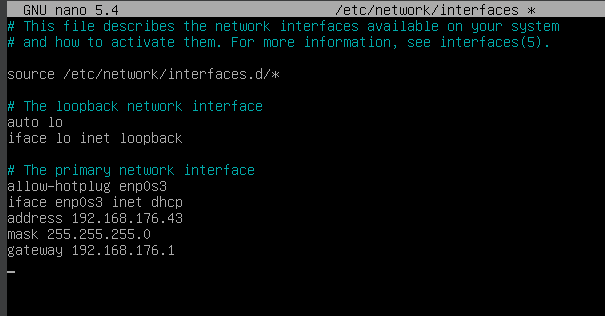 GNU nano 5.4 /etc/network/interfaces *
# This file describes the network interfaces available on your system
# and how to activate them. For more information, see interfaces(5).
source /etc/network/interfaces.d/*
# The loopback network interface
auto lo
iface lo inet loopback
# The primary network interface
allow-hotplug enp0s3
iface enp0s3 inet dhcp
address 192.168.176.43
mask 255.255.255.0
gateway 192.168.176.1